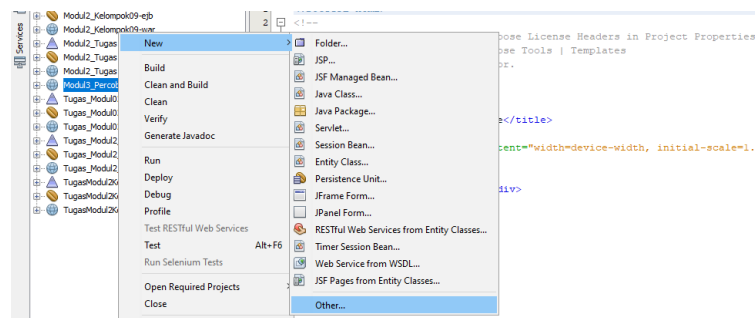 Services
Modul2_Kelompok09-ejb
Modul2_Kelompok09-war
Modul2_Tugas
Modul2_Tugas
Modul2_Tugas
Modul3_Percob
Tugas_Modul0
Tugas_Modul0
Tugas_Modul0
Tugas_Modul2_
Tugas_Modul2_
Tugas_Modul2_
TugasModul2K
TugasModul2K
TugasModul2K
New
Build
Clean and Build
Clean
Verify
Generate Javadoc
Run
Deploy
Debug
Profile
Test RESTful Web Services
Test Alt+F6
Run Selenium Tests
Open Required Projects
Close
Folder...
JSP...
JSF Managed Bean...
Java Class...
Java Package...
Servlet...
Session Bean...
Entity Class...
Persistence Unit...
JFrame Form...
JPanel Form...
RESTful Web Services from Entity Classes...
Timer Session Bean...
Web Service from WSDL...
JSF Pages from Entity Classes...
Other...
2 <!--
ose License Headers in Project Properties
ose Tools | Templates
or.
e</title>
tent="width=device-width, initial-scale=1.
div>